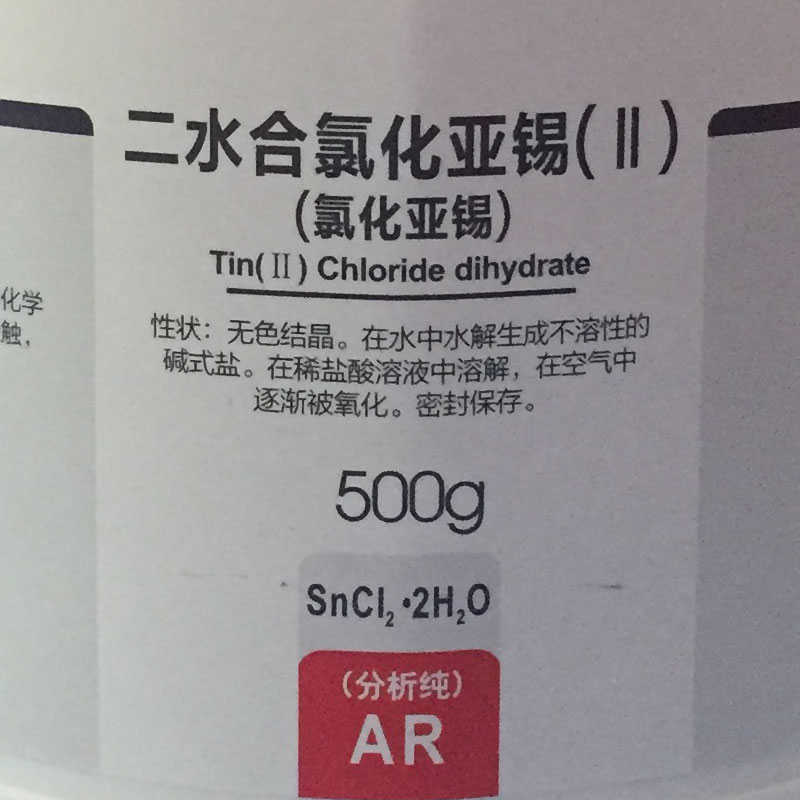 二水合氯化亚锡(Ⅱ)
(氯化亚锡)
Tin(Ⅱ) Chloride dihydrate
化学
触，
性状：无色结晶。在水中水解生成不溶性的
碱式盐。在稀盐酸溶液中溶解，在空气中
逐渐被氧化。密封保存。
500g
SnCl₂·2H₂O
(分析纯)
AR